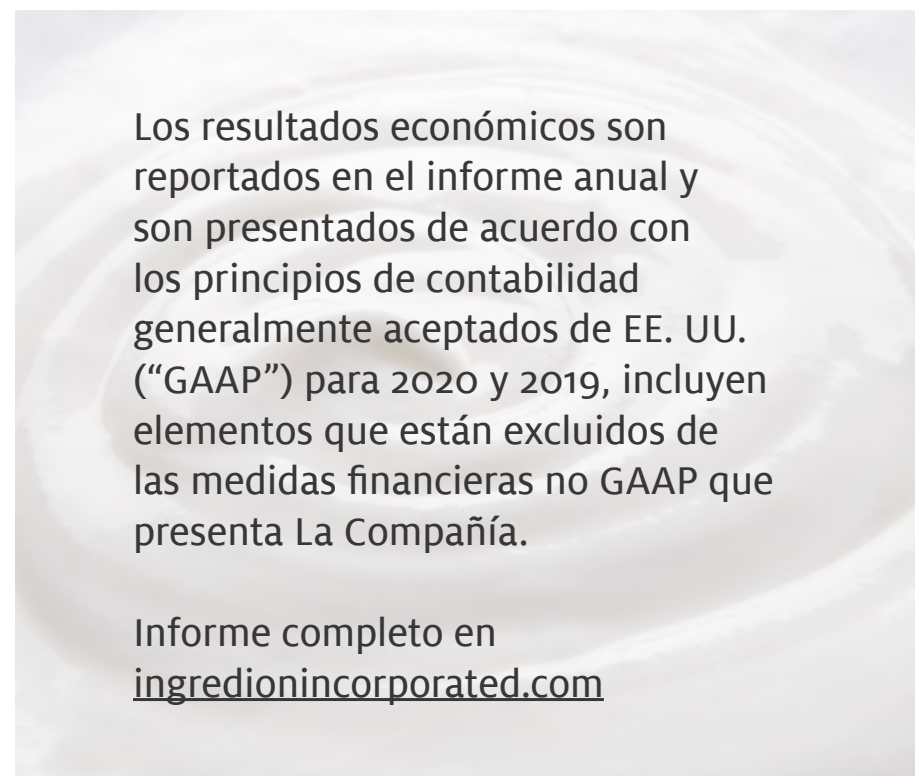 Los resultados económicos son
reportados en el informe anual y
son presentados de acuerdo con
los principios de contabilidad
generalmente aceptados de EE. UU.
(“GAAP”) para 2020 y 2019, incluyen
elementos que están excluidos de
las medidas financieras no GAAP que
presenta La Compañía.
Informe completo en
ingredionincorporated.com